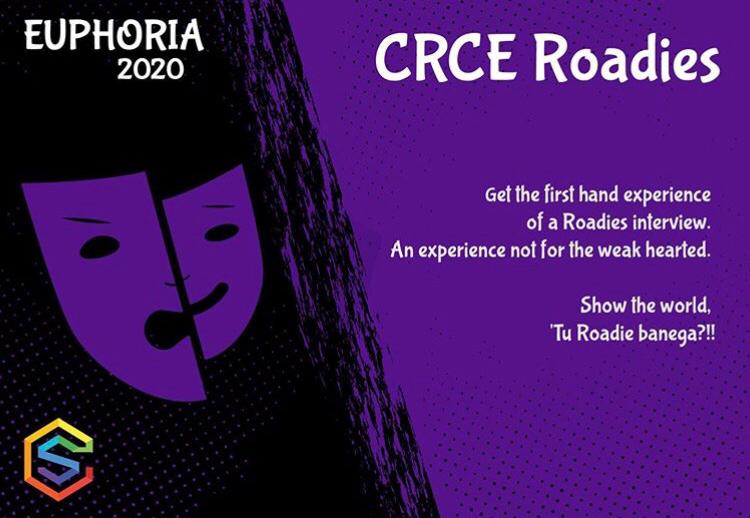 EUPHORIA
2020
CRCE Roadies
Get the first hand experience
of a Roadies interview.
An experience not for the weak hearted.
Show the world,
'Tu Roadie banega?!!